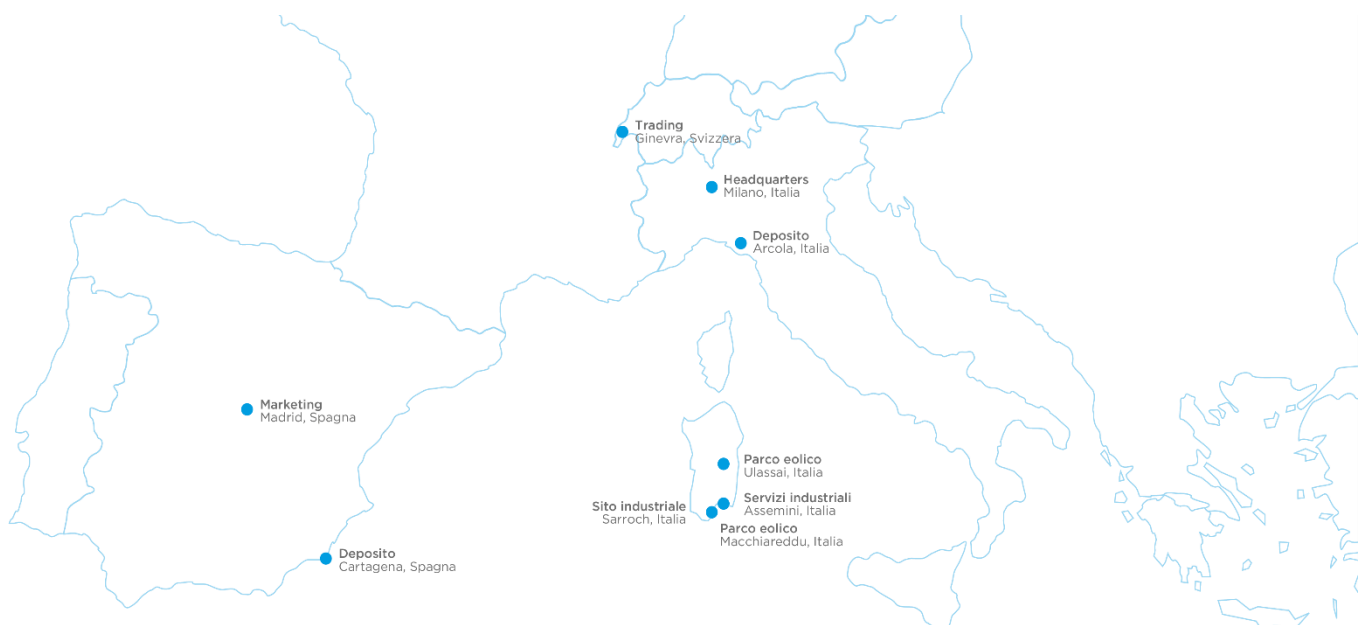 Trading
Ginevra, Svizzera
Headquarters
Milano, Italia
Deposito
Arcola, Italia
Marketing
Madrid, Spagna
Parco eolico
Ulassai, Italia
Servizi industriali
Assemini, Italia
Sito industriale
Sarroch, Italia
Parco eolico
Macchiareddu, Italia
Deposito
Cartagena, Spagna